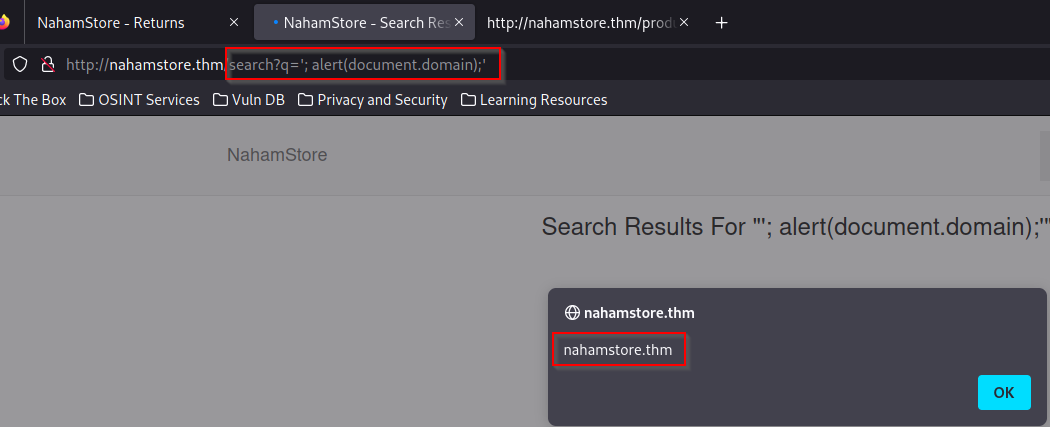 NahamStore - Returns
NahamStore - Search Res
http://nahamstore.thm/prod
http://nahamstore.thm/search?q='; alert(document.domain);'
ck The Box
OSINT Services
Vuln DB
Privacy and Security
Learning Resources
NahamStore
Search Results For "'; alert(document.domain);'"
nahamstore.thm
nahamstore.thm
OK